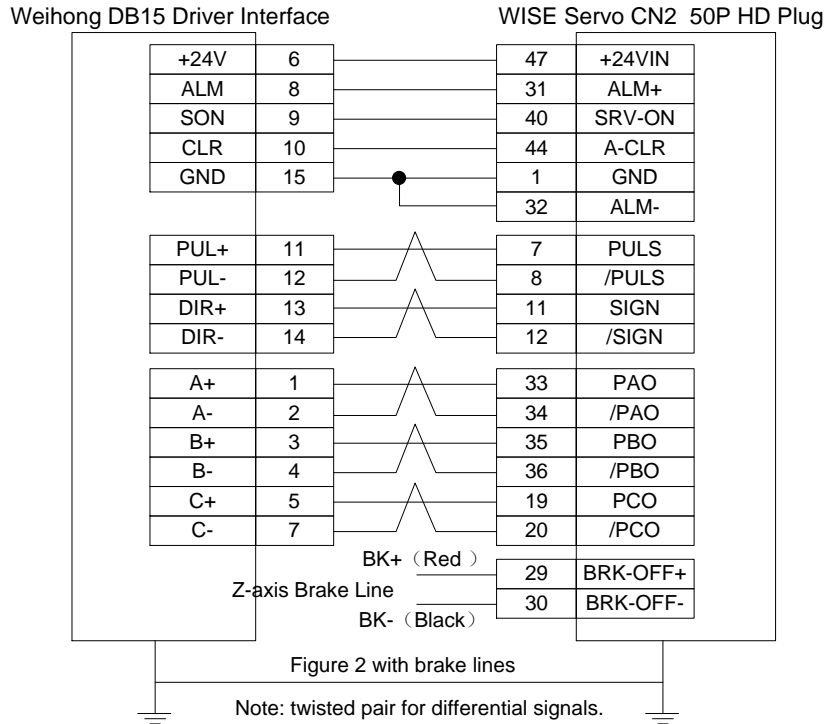 Weihong DB15 Driver Interface WISE Servo CN2 50P HD Plug
+24V 6 47 +24VIN
ALM 8 31 ALM+
SON 9 40 SRV-ON
CLR 10 44 A-CLR
GND 15 1 GND
32 ALM-
PUL+ 11 7 PULS
PUL- 12 8 /PULS
DIR+ 13 11 SIGN
DIR- 14 12 /SIGN
A+ 1 33 PAO
A- 2 34 /PAO
B+ 3 35 PBO
B- 4 36 /PBO
C+ 5 19 PCO
C- 7 20 /PCO
BK+（Red ）
29 BRK-OFF+
Z-axis Brake Line
30 BRK-OFF-
BK-（Black）
Figure 2 with brake lines
Note: twisted pair for differential signals.